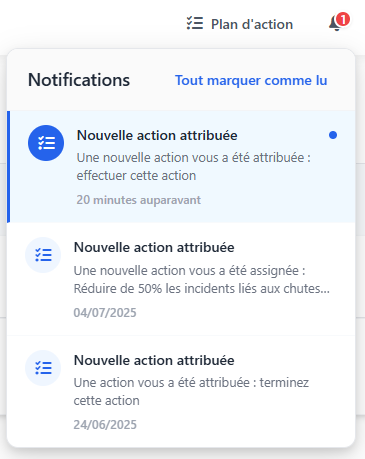 Plan d'action
1
Notifications
Tout marquer comme lu
Nouvelle action attribuée
Une nouvelle action vous a été attribuée :
effectuer cette action
20 minutes auparavant
Nouvelle action attribuée
Une nouvelle action vous a été assignée :
Réduire de 50% les incidents liés aux chutes...
04/07/2025
Nouvelle action attribuée
Une action vous a été attribuée : terminez
cette action
24/06/2025